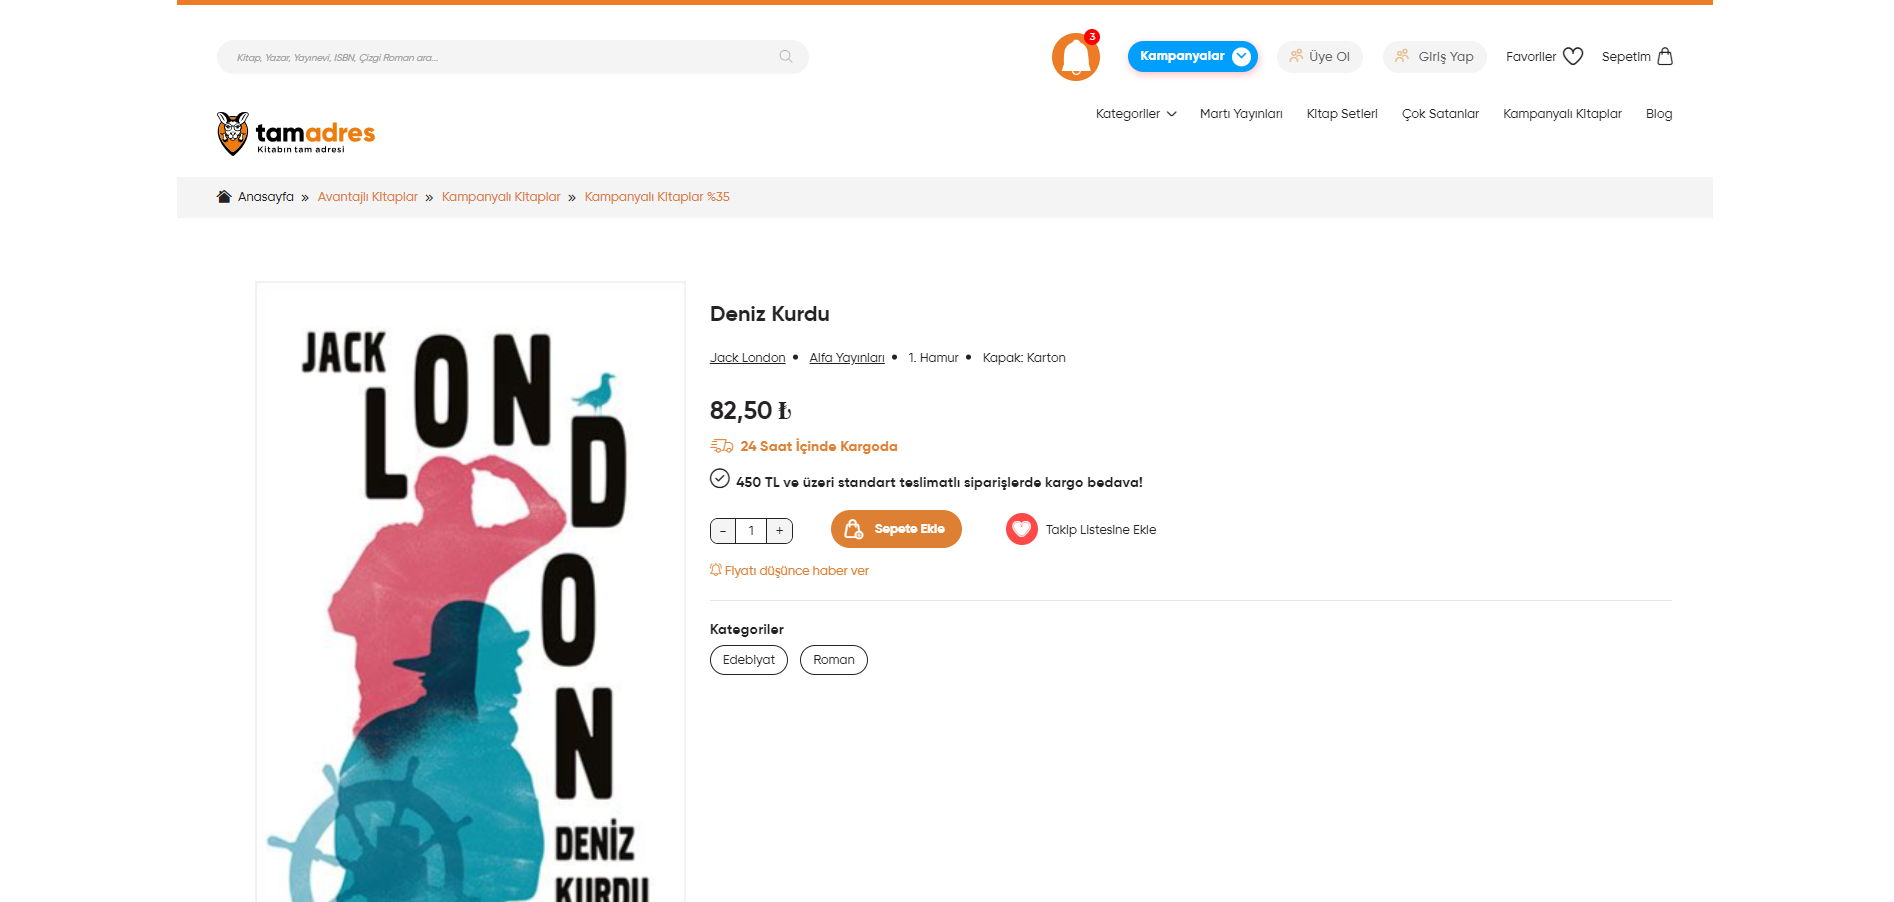 Kitap, Yazar, Yayınevi, ISBN, Çizgi Roman ara...
3
Kampanyalar
Üye Ol
Giriş Yap
Favoriler
Sepetim
tamadres
Kitabın tam adresi
Kategoriler
Martı Yayınları
Kitap Setleri
Çok Satanlar
Kampanyalı Kitaplar
Blog
Anasayfa » Avantajlı Kitaplar » Kampanyalı Kitaplar » Kampanyalı Kitaplar %35
JACK
LONDON
DENİZ
KURDU
Deniz Kurdu
Jack London • Alfa Yayınları • 1. Hamur • Kapak: Karton
82,50 ₺
24 Saat İçinde Kargoda
450 TL ve üzeri standart teslimatlı siparişlerde kargo bedava!
- 1 +
Sepete Ekle
Takip Listesine Ekle
Fiyatı düşünce haber ver
Kategoriler
Edebiyat
Roman